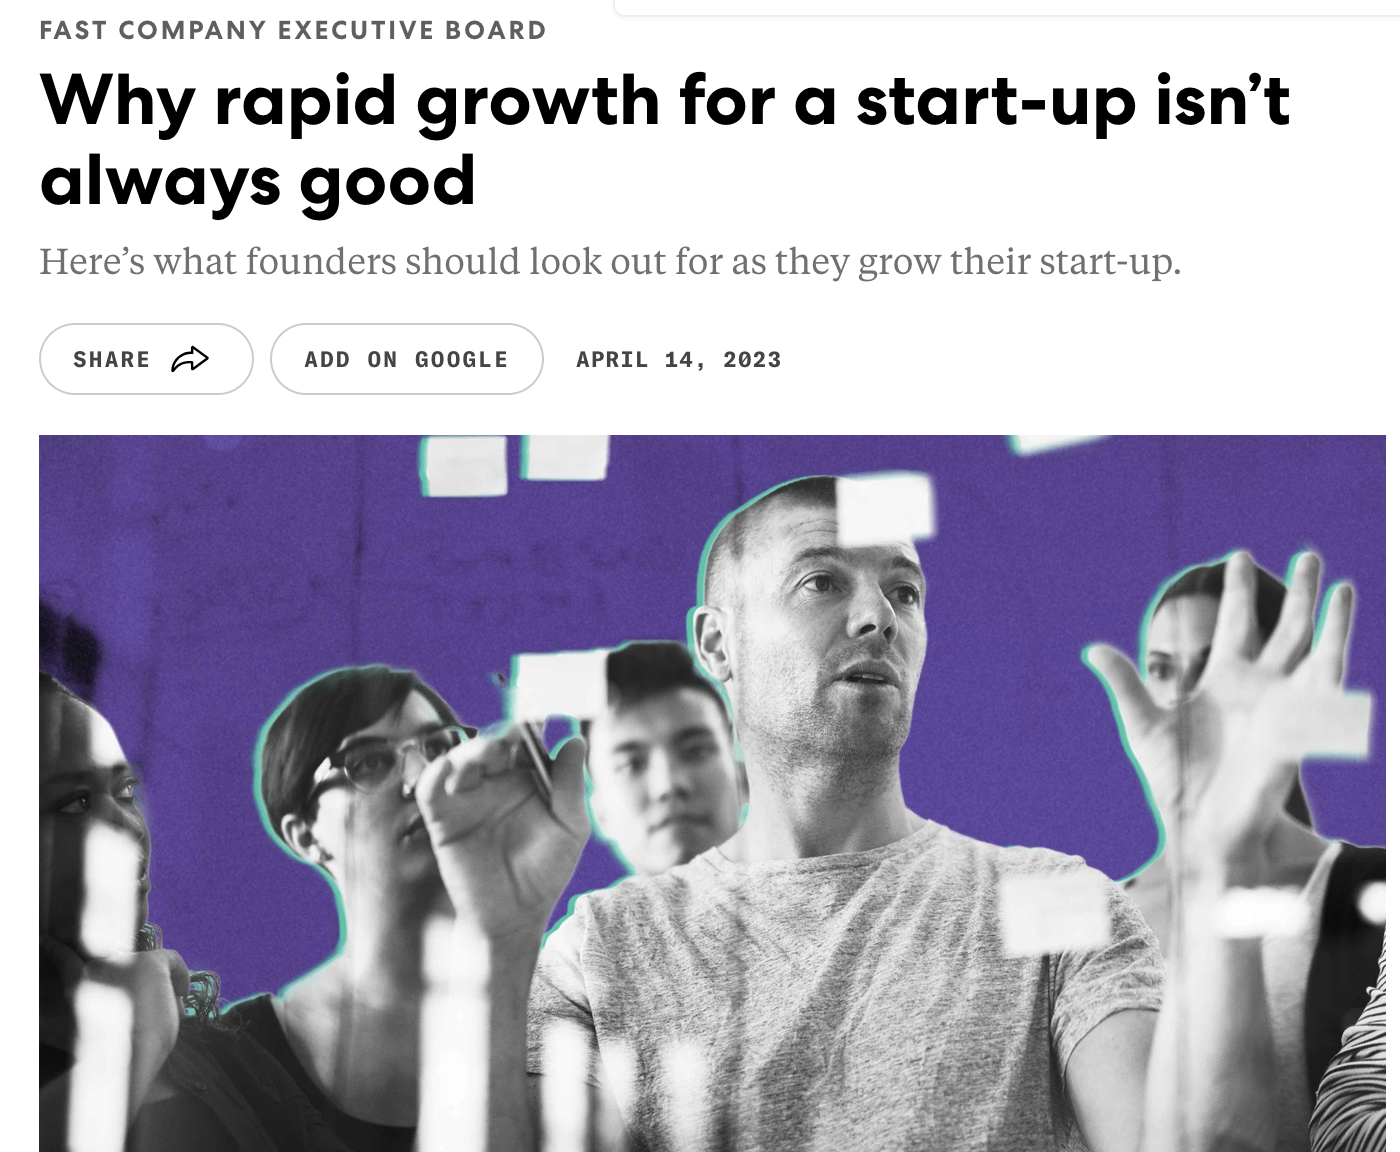 FAST COMPANY EXECUTIVE BOARD
Why rapid growth for a start-up isn’t
always good
Here’s what founders should look out for as they grow their start-up.
SHARE
ADD ON GOOGLE
APRIL 14, 2023